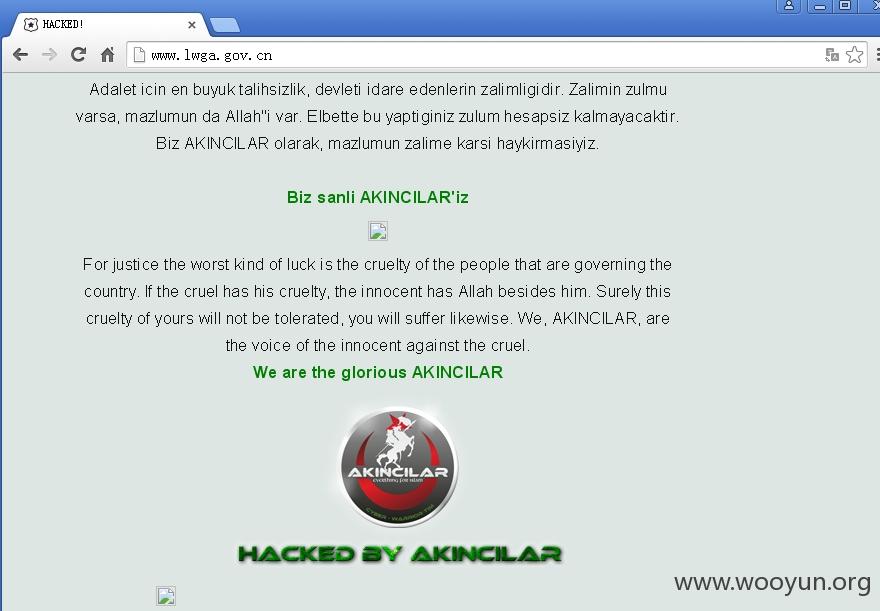 HACKED!
www.lwga.gov.cn
Adalet icin en buyuk talihsizlik, devleti idare edenlerin zalimligidir. Zalimin zulmu
varsa, mazlumun da Allah"i var. Elbette bu yaptiginiz zulum hesapsiz kalmayacaktir.
Biz AKINCILAR olarak, mazlumun zalime karsi haykirmasiyiz.
Biz sanli AKINCILAR'iz
For justice the worst kind of luck is the cruelty of the people that are governing the
country. If the cruel has his cruelty, the innocent has Allah besides him. Surely this
cruelty of yours will not be tolerated, you will suffer likewise. We, AKINCILAR, are
the voice of the innocent against the cruel.
We are the glorious AKINCILAR
AKINCILAR
EVERYTHING FOR ISLAM
CYBER - WARRIOR TIM
HACKED BY AKINCILAR
www.wooyun.org